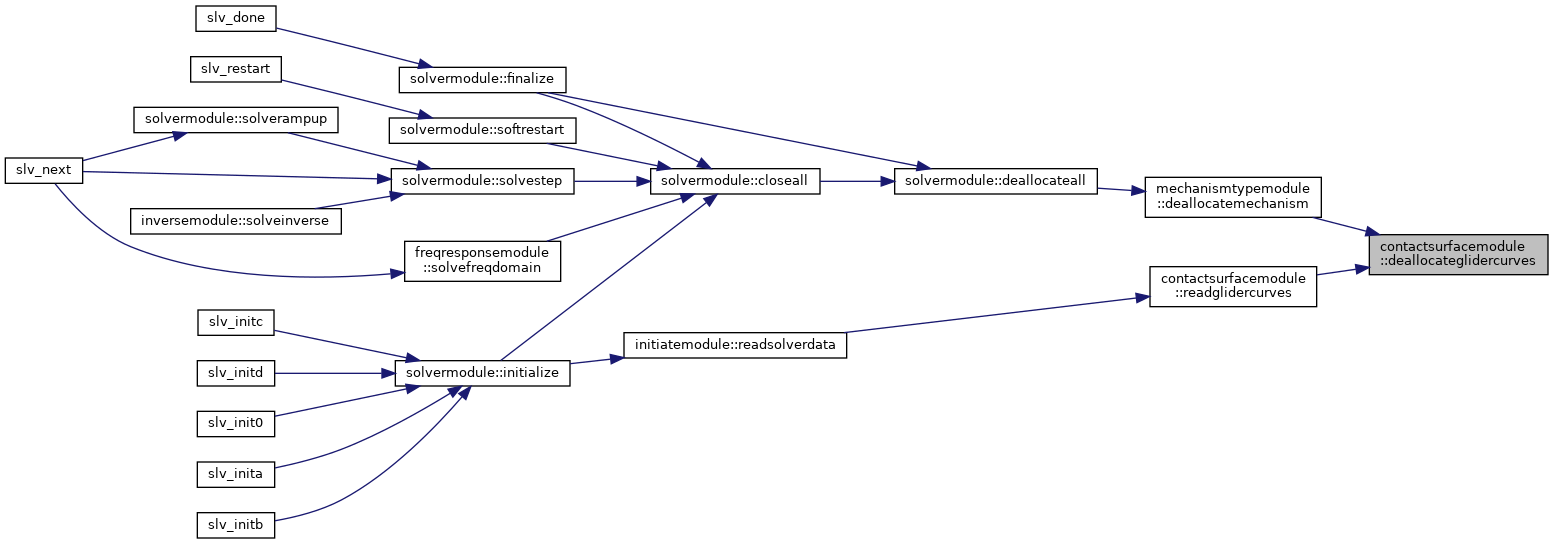 slv_done
slv_restart
solvermodule::finalize
solvermodule::solverampup
solvermodule::softrestart
slv_next
solvermodule::solvestep
solvermodule::closeall
solvermodule::deallocateall
mechanismtypemodule
::deallocatemechanism
inversemodule::solveinverse
freqresponsemodule
::solvefreqdomain
contactsurfacemodule
::deallocateglidercurves
contactsurfacemodule
::readglidercurves
slv_initc
initiatemodule::readsolverdata
slv_initd
solvermodule::initialize
slv_init0
slv_inita
slv_initb